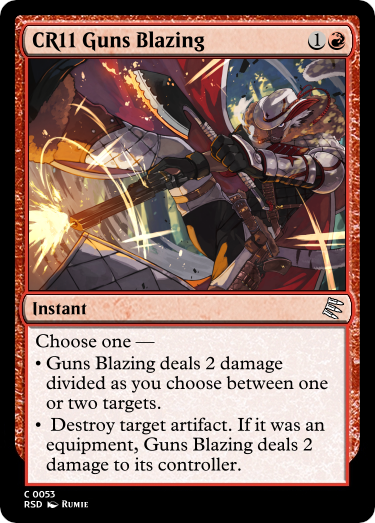 CR11 Guns Blazing 1
Instant
Choose one —
• Guns Blazing deals 2 damage
divided as you choose between one
or two targets.
• Destroy target artifact. If it was an
equipment, Guns Blazing deals 2
damage to its controller.
C 0053
RSD Rumie